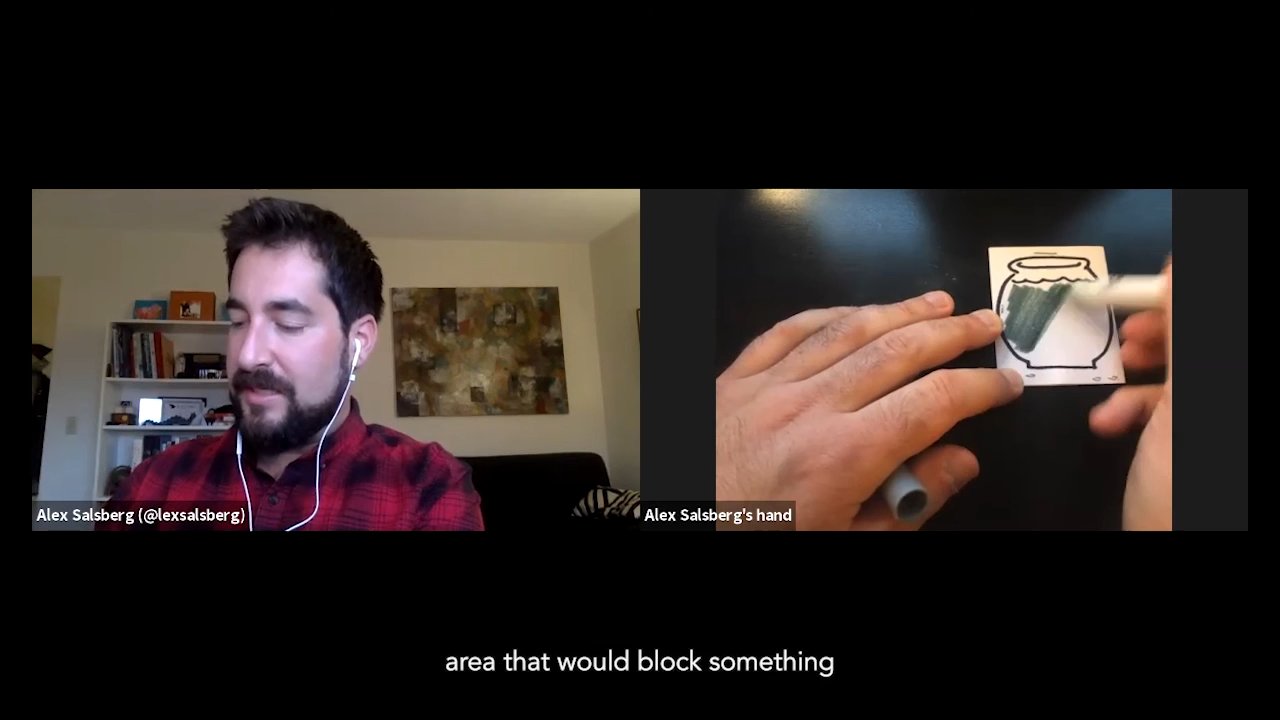 Alex Salsberg (@lexsalsberg)
Alex Salsberg's hand
area that would block something